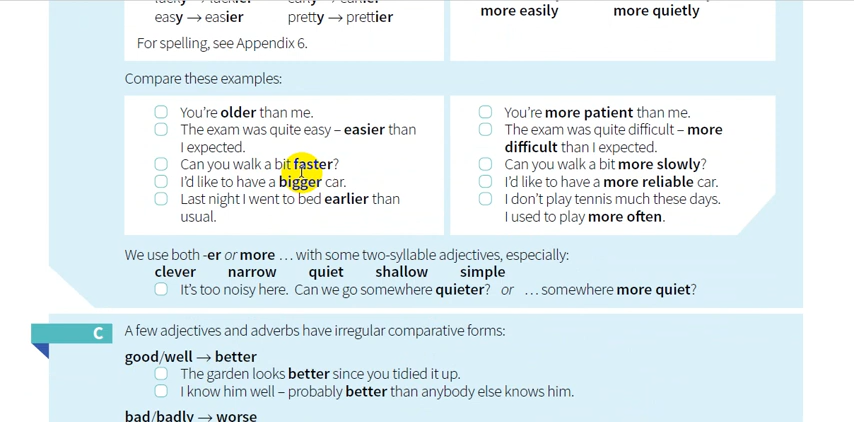 easy → easier
pretty → prettier
For spelling, see Appendix 6.
more easily
more quietly
Compare these examples:
You're older than me.
The exam was quite easy – easier than
I expected.
Can you walk a bit faster?
I'd like to have a bigger car.
Last night I went to bed earlier than
usual.
You're more patient than me.
The exam was quite difficult – more
difficult than I expected.
Can you walk a bit more slowly?
I'd like to have a more reliable car.
I don't play tennis much these days.
I used to play more often.
We use both -er or more … with some two-syllable adjectives, especially:
clever narrow quiet shallow simple
It's too noisy here. Can we go somewhere quieter? or … somewhere more quiet?
C
A few adjectives and adverbs have irregular comparative forms:
good/well → better
The garden looks better since you tidied it up.
I know him well – probably better than anybody else knows him.
bad/badly → worse